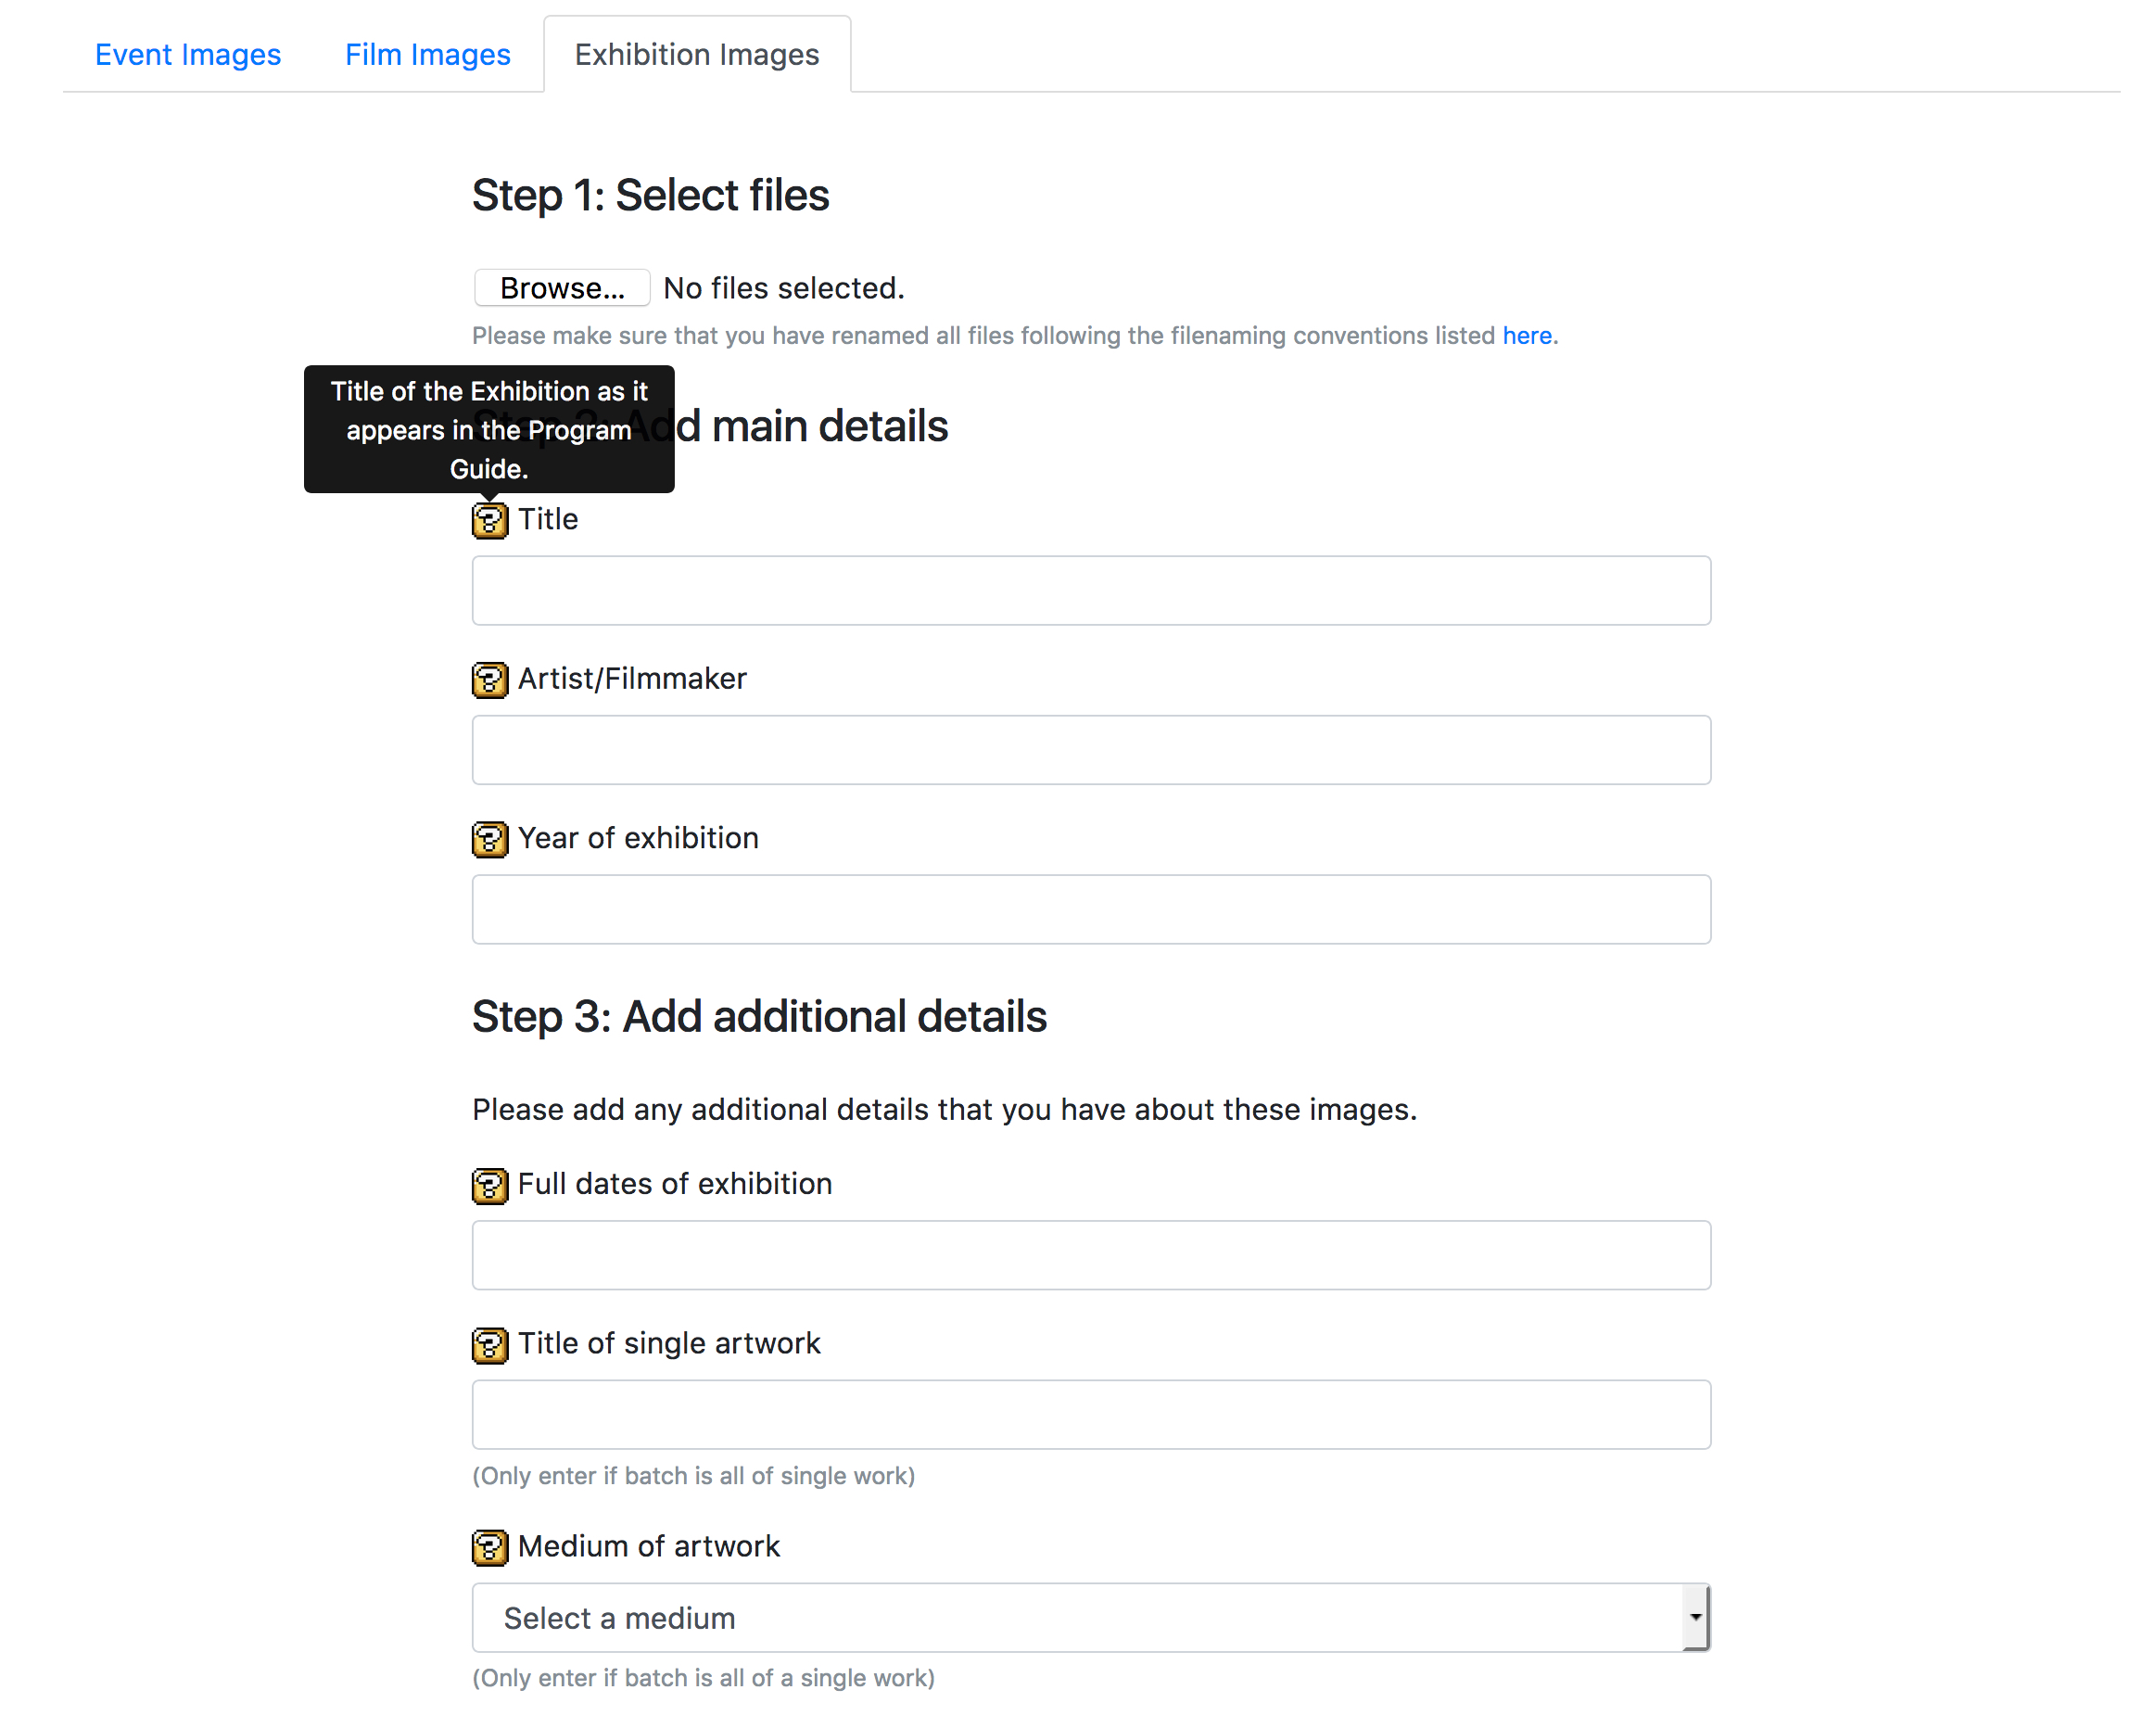 Event Images
Film Images
Exhibition Images
Step 1: Select files
Browse... No files selected.
Please make sure that you have renamed all files following the filenaming conventions listed here.
Title of the Exhibition as it
appears in the Program
Guide.
Step 2: Add main details
Title
Artist/Filmmaker
Year of exhibition
Step 3: Add additional details
Please add any additional details that you have about these images.
Full dates of exhibition
Title of single artwork
(Only enter if batch is all of single work)
Medium of artwork
Select a medium
(Only enter if batch is all of a single work)